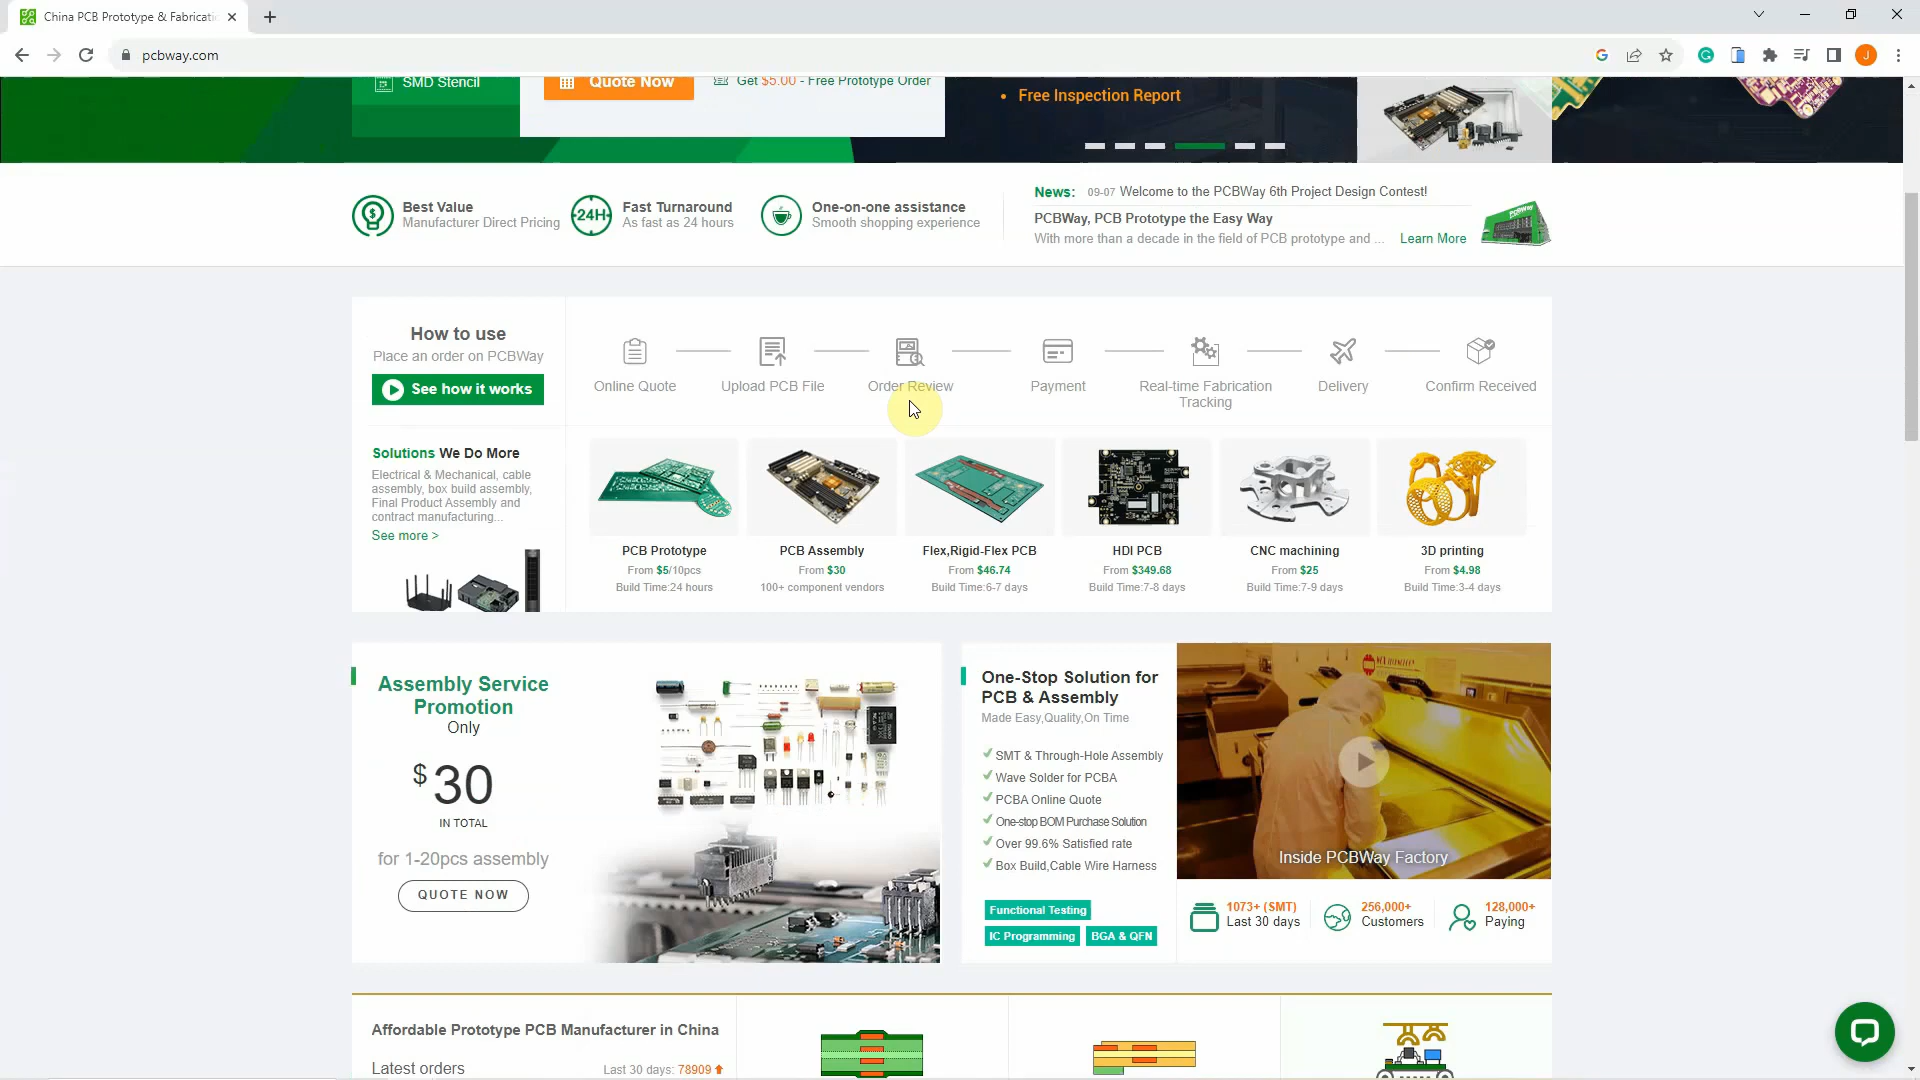 China PCB Prototype & Fabricatio
pcbway.com
J
SMD Stencil
Quote Now
Get $5.00 - Free Prototype Order
Free Inspection Report
Best Value
Manufacturer Direct Pricing
24H
Fast Turnaround
As fast as 24 hours
One-on-one assistance
Smooth shopping experience
News: 09-07 Welcome to the PCBWay 6th Project Design Contest!
PCBWay, PCB Prototype the Easy Way
With more than a decade in the field of PCB prototype and ... Learn More
PCBWay
How to use
Place an order on PCBWay
See how it works
Online Quote
Upload PCB File
Order Review
Payment
Real-time Fabrication
Tracking
Delivery
Confirm Received
Solutions We Do More
Electrical & Mechanical, cable
assembly, box build assembly,
Final Product Assembly and
contract manufacturing...
See more >
PCB Prototype
From $5/10pcs
Build Time:24 hours
PCB Assembly
From $30
100+ component vendors
Flex,Rigid-Flex PCB
From $46.74
Build Time:6-7 days
HDI PCB
From $349.68
Build Time:7-8 days
CNC machining
From $25
Build Time:7-9 days
3D printing
From $4.98
Build Time:3-4 days
Assembly Service
Promotion
Only
$30
IN TOTAL
for 1-20pcs assembly
QUOTE NOW
One-Stop Solution for
PCB & Assembly
Made Easy,Quality,On Time
SMT & Through-Hole Assembly
Wave Solder for PCBA
PCBA Online Quote
One-stop BOM Purchase Solution
Over 99.6% Satisfied rate
Box Build,Cable Wire Harness
Functional Testing
IC Programming
BGA & QFN
Inside PCBWay Factory
1073+ (SMT)
Last 30 days
256,000+
Customers
128,000+
Paying
Affordable Prototype PCB Manufacturer in China
Latest orders
Last 30 days: 78909